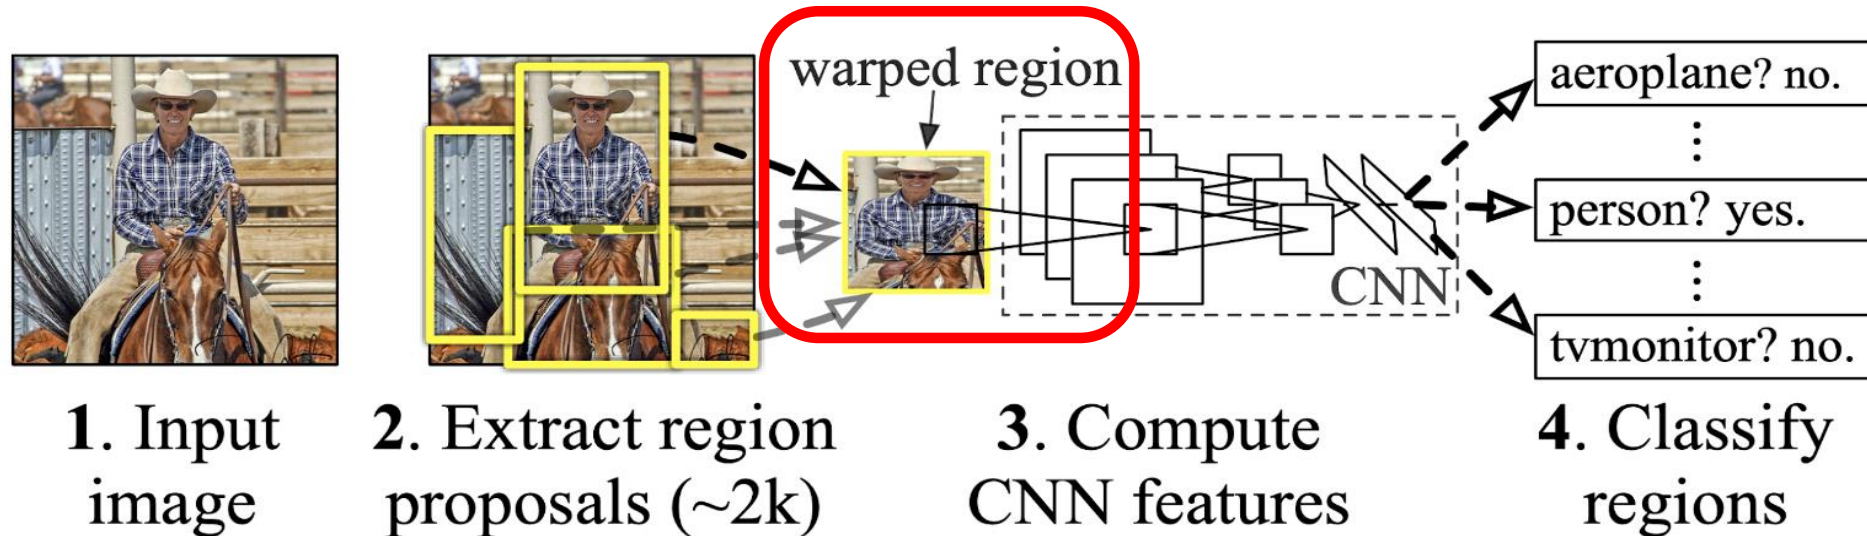 warped region
aeroplane? no.
person? yes.
CNN
tvmonitor? no.
1. Input
image
2. Extract region
proposals (~2k)
3. Compute
CNN features
4. Classify
regions